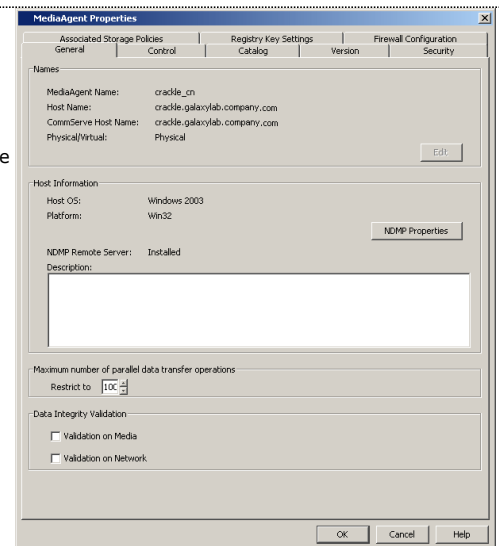 MediaAgent Properties
Associated Storage Policies Registry Key Settings Firewall Configuration
General Control Catalog Version Security
Names
MediaAgent Name: crackle_cn
Host Name: crackle.galaxylab.company.com
CommServe Host Name: crackle.galaxylab.company.com
Physical/Virtual: Physical
Edit
e
Host Information
Host OS: Windows 2003
Platform: Win32
NDMP Properties
NDMP Remote Server: Installed
Description:
Maximum number of parallel data transfer operations
Restrict to 100
Data Integrity Validation
Validation on Media
Validation on Network
OK Cancel Help